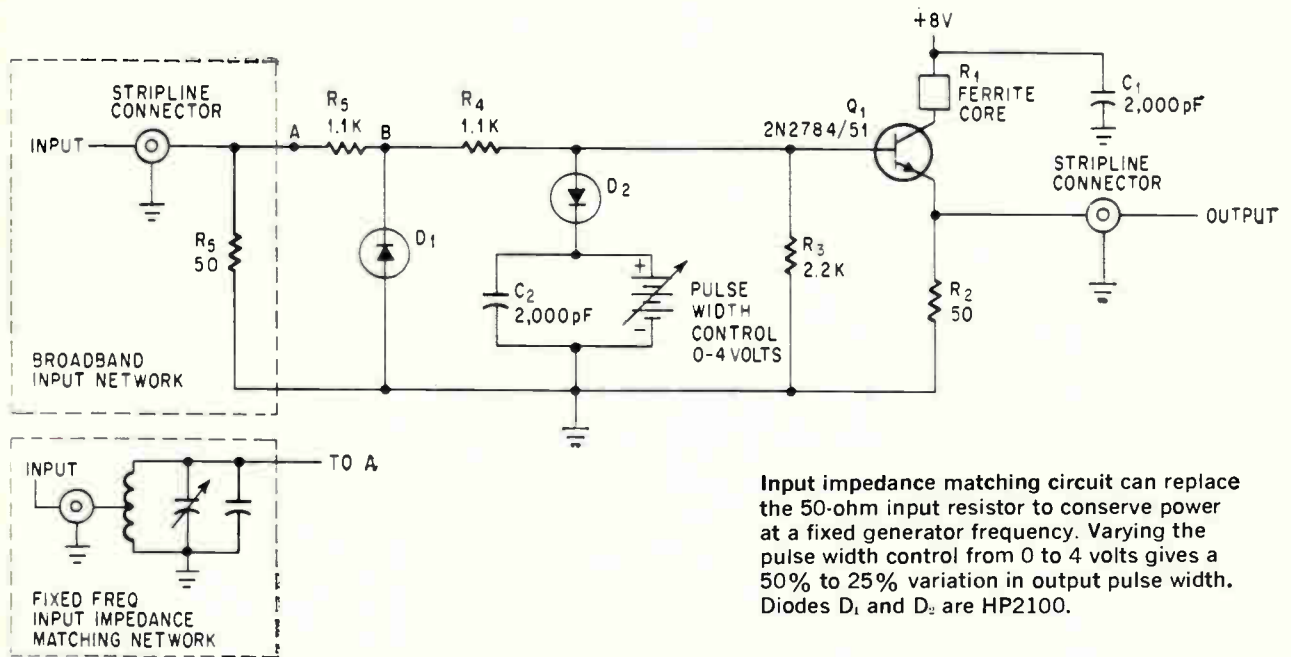 +8V
STRIPLINE
CONNECTOR
INPUT
A
R5
1.1K
B
R4
1.1K
Q1
2N2784/51
R1
FERRITE
CORE
C1
2,000pF
STRIPLINE
CONNECTOR
OUTPUT
R5
50
D1
D2
C2
2,000pF
+
-
PULSE
WIDTH
CONTROL
0-4 VOLTS
R3
2.2K
R2
50
BROADBAND
INPUT NETWORK
INPUT
TO A
FIXED FREQ
INPUT IMPEDANCE
MATCHING NETWORK
Input impedance matching circuit can replace
the 50-ohm input resistor to conserve power
at a fixed generator frequency. Varying the
pulse width control from 0 to 4 volts gives a
50% to 25% variation in output pulse width.
Diodes D1 and D2 are HP2100.